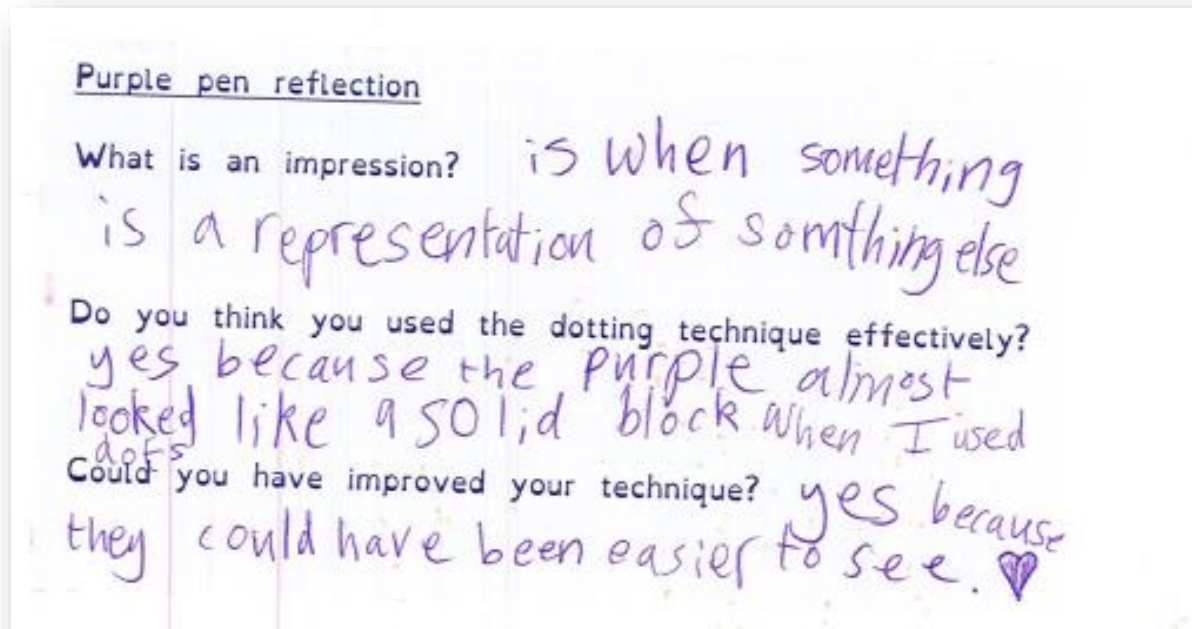 Purple pen reflection
What is an impression? is when something
is a representation of somthing else
Do you think you used the dotting technique effectively?
yes because the purple almost
looked like a solid block when I used
dots
Could you have improved your technique? yes because
they could have been easier to see.